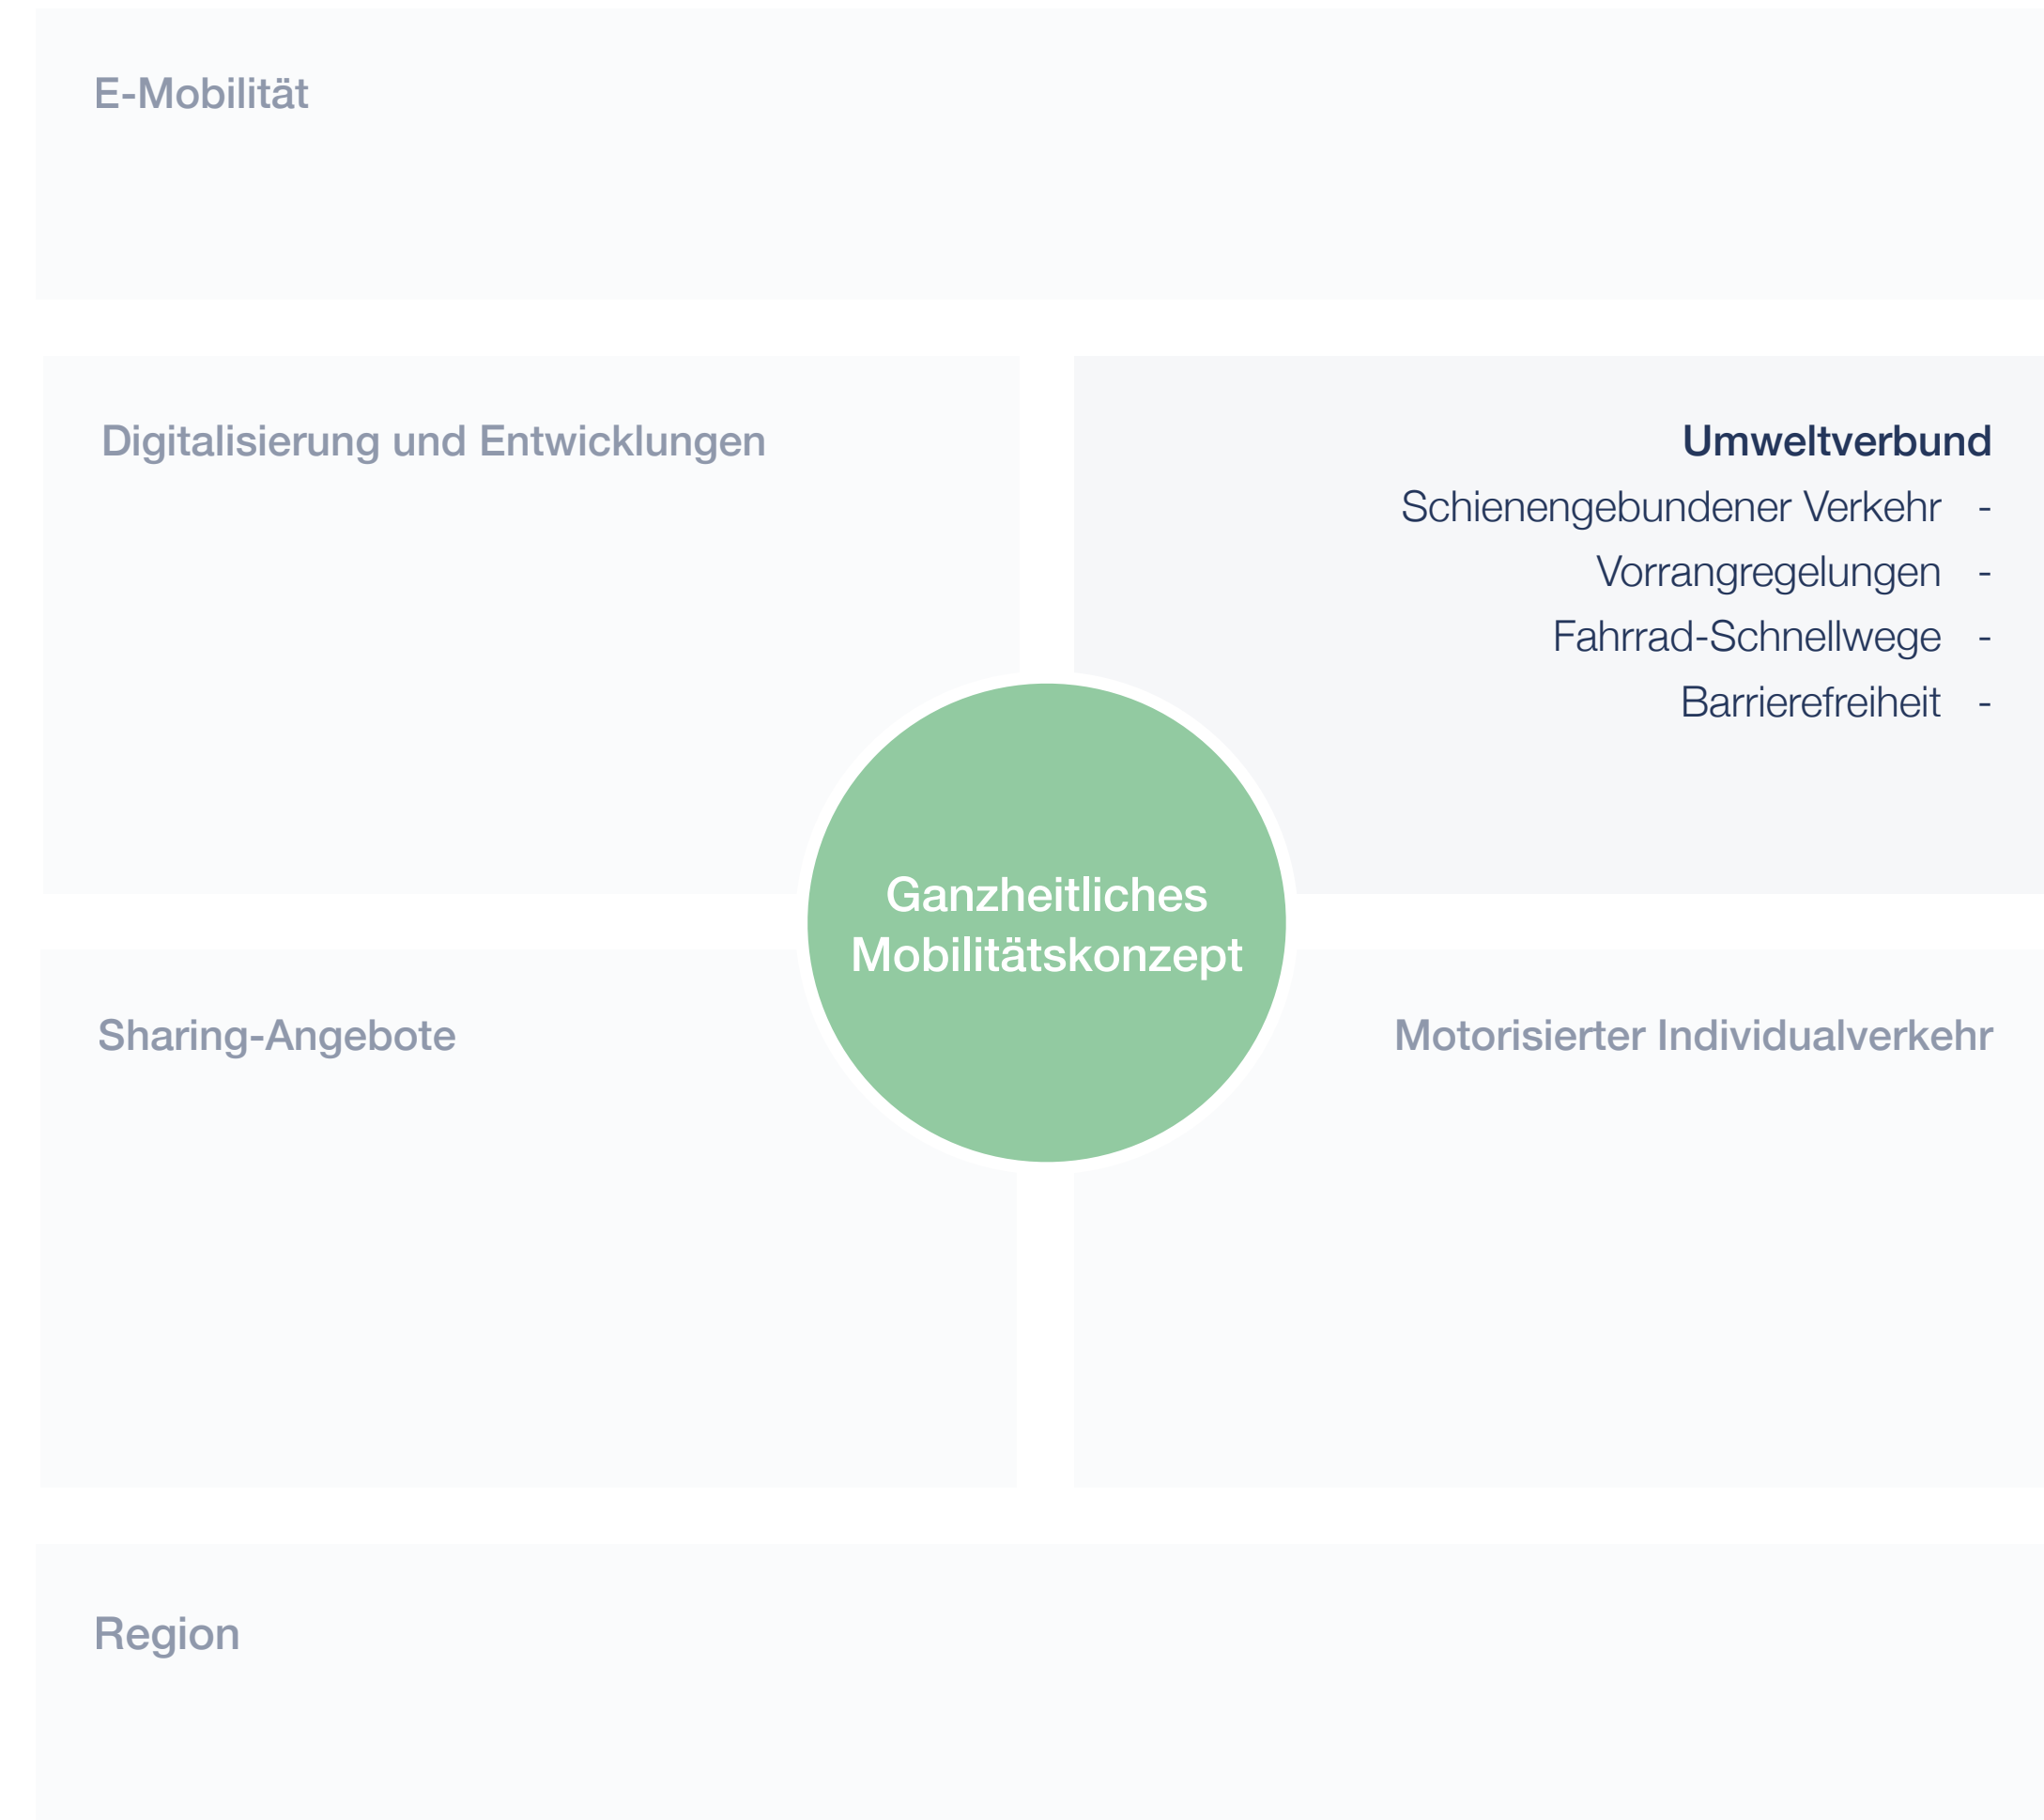 E-Mobilität
Digitalisierung und Entwicklungen
Umweltverbund
Schienengebundener Verkehr -
Vorrangregelungen -
Fahrrad-Schnellwege -
Barrierefreiheit -
Ganzheitliches
Mobilitätskonzept
Sharing-Angebote
Motorisierter Individualverkehr
Region